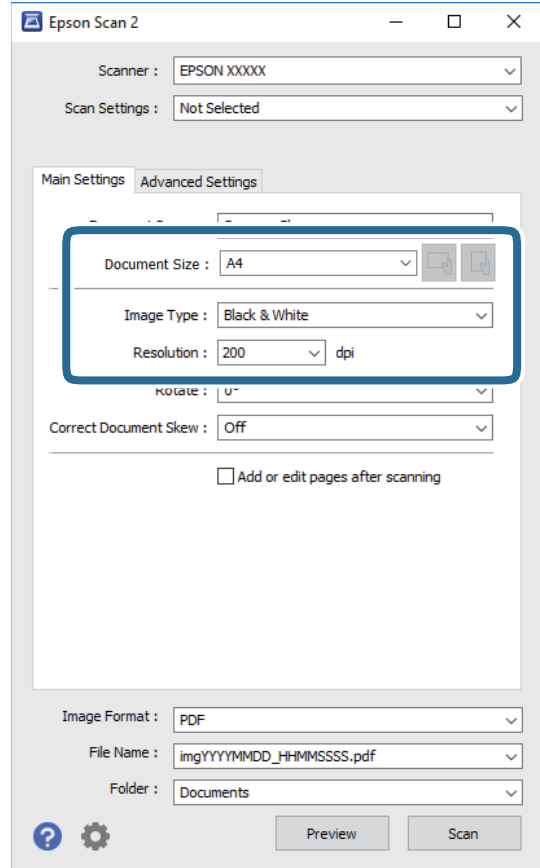 Epson Scan 2
Scanner : EPSON XXXXX
Scan Settings : Not Selected
Main Settings Advanced Settings
Document Size : A4
Image Type : Black & White
Resolution : 200 dpi
Rotate : 0°
Correct Document Skew : Off
Add or edit pages after scanning
Image Format : PDF
File Name : imgYYYYMMDD_HHMMSSSS.pdf
Folder : Documents
Preview Scan